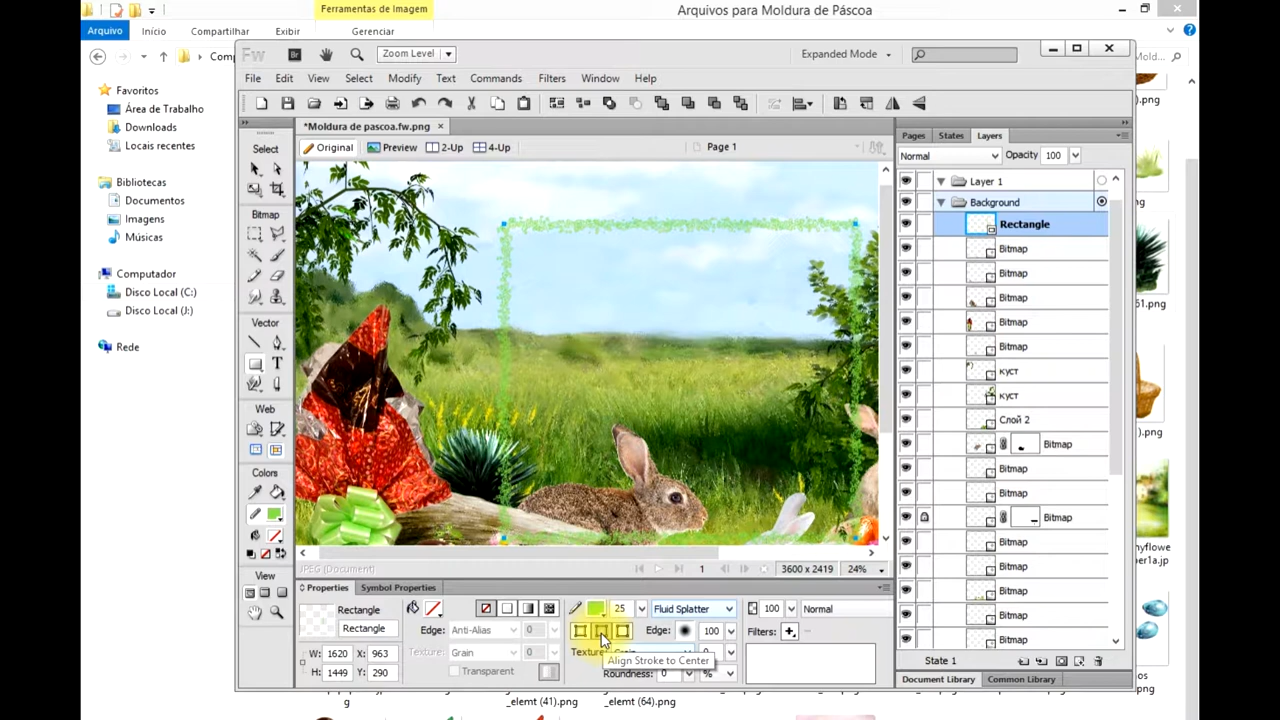 Ferramentas de Imagem
Arquivos para Moldura de Páscoa
Arquivo
Início
Compartilhar
Exibir
Gerenciar
Favoritos
Área de Trabalho
Downloads
Locais recentes
Bibliotecas
Documentos
Imagens
Músicas
Computador
Disco Local (C:)
Disco Local (J:)
Rede
Fw
Br
Zoom Level
Expanded Mode
File Edit View Select Modify Text Commands Filters Window Help
*Moldura de pascoa.fw.png
Original Preview 2-Up 4-Up
Page 1
Select
Bitmap
Vector
Web
Colors
View
JPEG (Document)
1
3600 x 2419
24%
Pages States Layers
Normal
Opacity 100
Layer 1
Background
Rectangle
Bitmap
Bitmap
Bitmap
Bitmap
Bitmap
куст
куст
Слой 2
Bitmap
Bitmap
Bitmap
Bitmap
Bitmap
Bitmap
Bitmap
Bitmap
Bitmap
State 1
Document Library
Common Library
Properties
Symbol Properties
Rectangle
Rectangle
W: 1620 X: 963
H: 1449 Y: 290
Edge: Anti-Alias 0
Texture: Grain 0
Transparent
25
Fluid Splatter
Edge: 100
Align Stroke to Center
Roundness: 0 %
100
Normal
Filters:
_elemt (41).png
_elemt (64).png